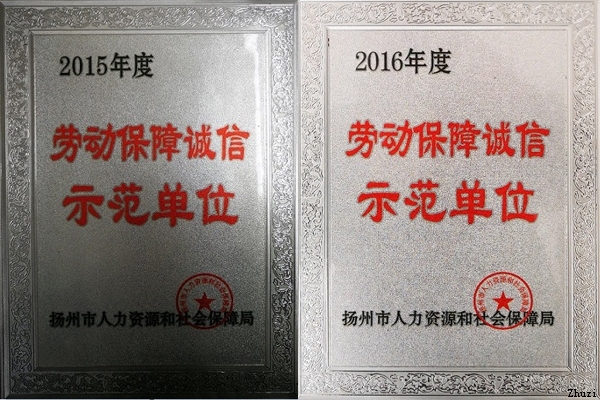 2015年度
劳动保障诚信
示范单位
扬州市人力资源和社会保障局
2016年度
劳动保障诚信
示范单位
扬州市人力资源和社会保障局
Zhuzi